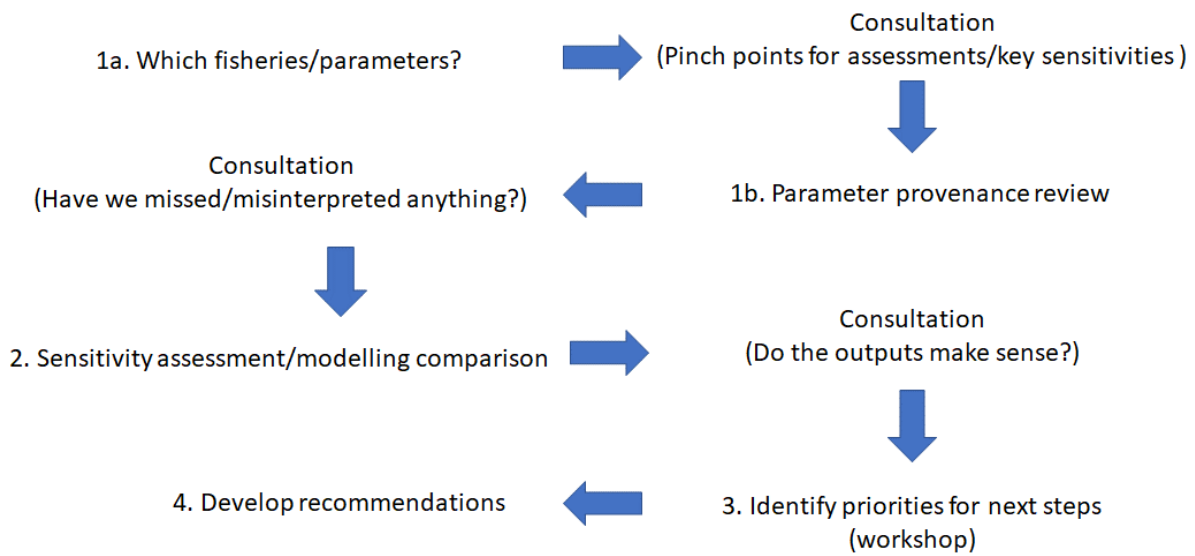 1a. Which fisheries/parameters?
Consultation
(Pinch points for assessments/key sensitivities )
1b. Parameter provenance review
Consultation
(Have we missed/misinterpreted anything?)
2. Sensitivity assessment/modelling comparison
Consultation
(Do the outputs make sense?)
3. Identify priorities for next steps
(workshop)
4. Develop recommendations